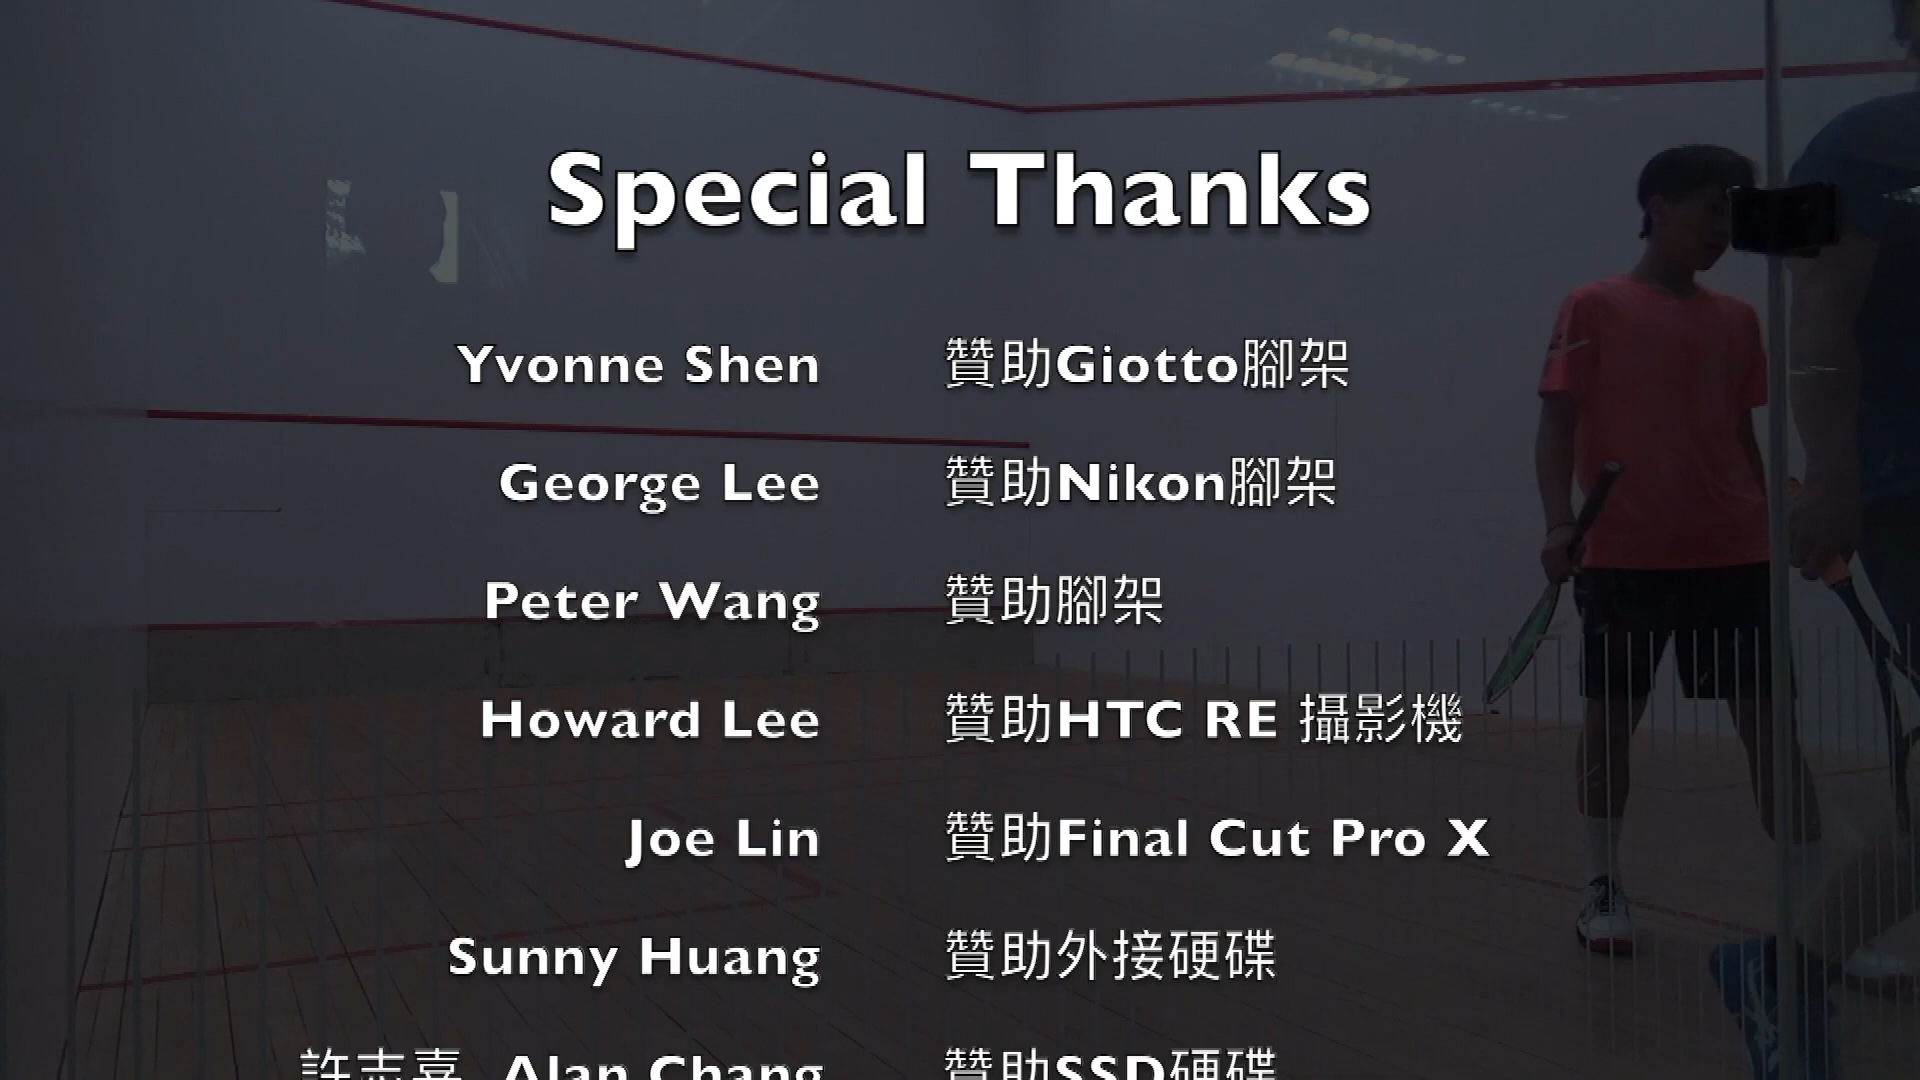 Special Thanks
Yvonne Shen 贊助Giotto腳架
George Lee 贊助Nikon腳架
Peter Wang 贊助腳架
Howard Lee 贊助HTC RE 攝影機
Joe Lin 贊助Final Cut Pro X
Sunny Huang 贊助外接硬碟
許志嘉 Alan Chang 贊助SSD硬碟